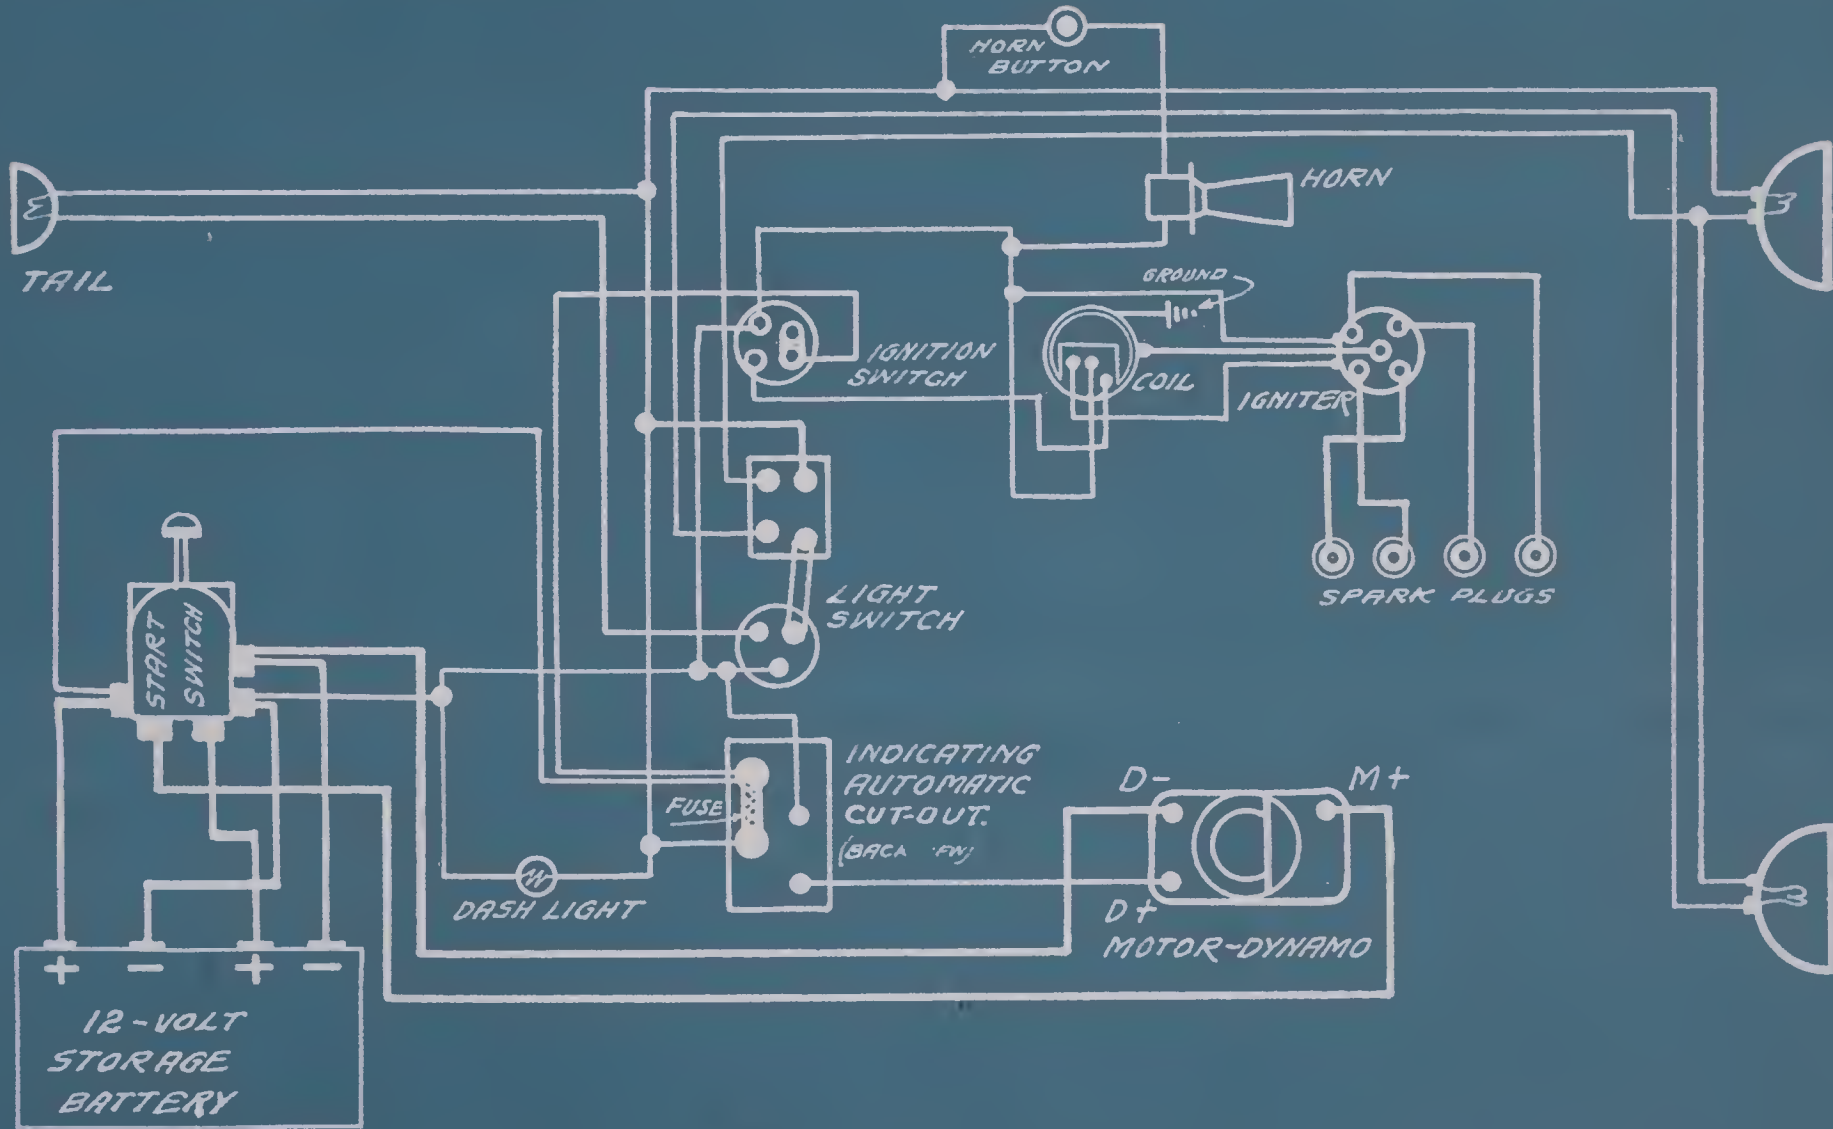 HORN
BUTTON
HORN
TAIL
GROUND
IGNITION
SWITCH
COIL
IGNITER
SPARK PLUGS
LIGHT
SWITCH
START
SWITCH
INDICATING
AUTOMATIC
CUT-OUT.
(BACK
FUSE
D-
M+
D+
DASH LIGHT
MOTOR-DYNAMO
+ - + -
12-VOLT
STORAGE
BATTERY